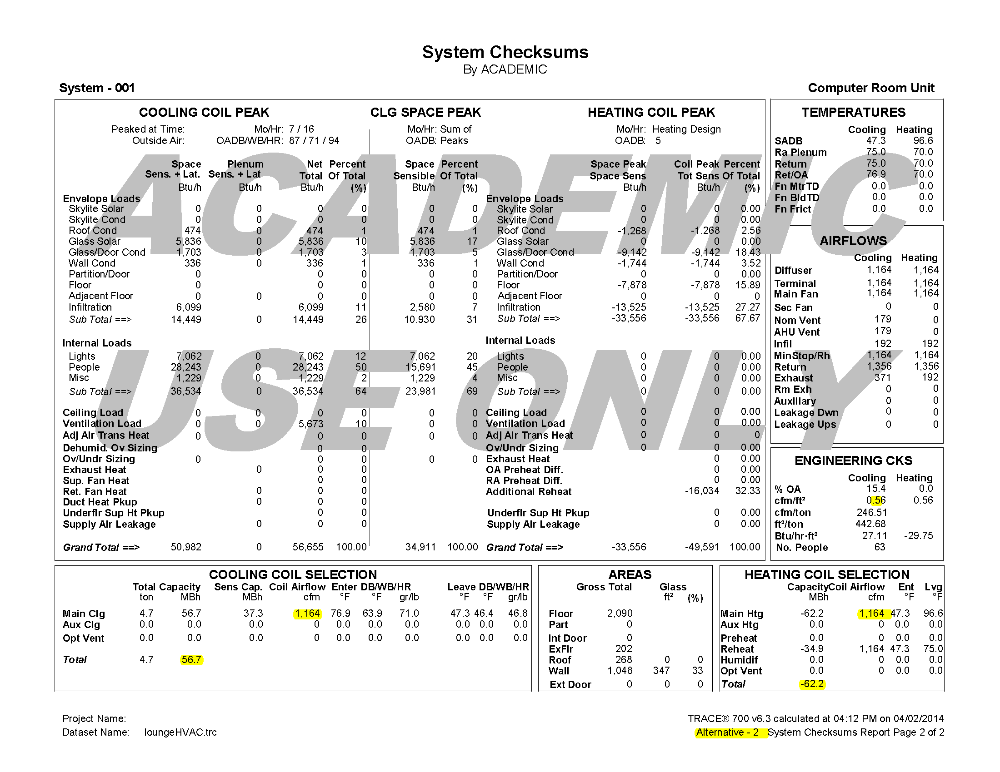 System Checksums
By ACADEMIC
System - 001
Computer Room Unit
COOLING COIL PEAK
Peaked at Time: Mo/Hr: 7 / 16
Outside Air: OADB/WB/HR: 87 / 71 / 94
Space Plenum Net Percent
Sens. + Lat. Sens. + Lat Total Of Total
Btu/h Btu/h Btu/h (%)
Envelope Loads
Skylite Solar 0 0 0 0
Skylite Cond 0 0 0 0
Roof Cond 474 0 474 1
Glass Solar 5,836 0 5,836 10
Glass/Door Cond 1,703 0 1,703 3
Wall Cond 336 0 336 1
Partition/Door 0 0 0
Floor 0 0 0
Adjacent Floor 0 0 0 0
Infiltration 6,099 6,099 11
Sub Total ==> 14,449 0 14,449 26
Internal Loads
Lights 7,062 0 7,062 12
People 28,243 0 28,243 50
Misc 1,229 0 1,229 2
Sub Total ==> 36,534 0 36,534 64
Ceiling Load 0 0 0 0
Ventilation Load 0 0 5,673 10
Adj Air Trans Heat 0 0 0
Dehumid. Ov Sizing 0 0
Ov/Undr Sizing 0 0 0
Exhaust Heat 0 0 0
Sup. Fan Heat 0 0
Ret. Fan Heat 0 0 0
Duct Heat Pkup 0 0 0
Underflr Sup Ht Pkup 0 0
Supply Air Leakage 0 0 0
Grand Total ==> 50,982 0 56,655 100.00
CLG SPACE PEAK
Mo/Hr: Sum of
OADB: Peaks
Space Percent
Sensible Of Total
Btu/h (%)
0 0
0 0
474 1
5,836 17
1,703 5
336 1
0 0
0 0
0 0
2,580 7
10,930 31
7,062 20
15,691 45
1,229 4
23,981 69
0 0
0 0
0 0
0 0
34,911 100.00
HEATING COIL PEAK
Mo/Hr: Heating Design
OADB: 5
Space Peak Coil Peak Percent
Space Sens Tot Sens Of Total
Btu/h Btu/h (%)
Envelope Loads
Skylite Solar 0 0 0.00
Skylite Cond 0 0 0.00
Roof Cond -1,268 -1,268 2.56
Glass Solar 0 0 0.00
Glass/Door Cond -9,142 -9,142 18.43
Wall Cond -1,744 -1,744 3.52
Partition/Door 0 0 0.00
Floor -7,878 -7,878 15.89
Adjacent Floor 0 0 0
Infiltration -13,525 -13,525 27.27
Sub Total ==> -33,556 -33,556 67.67
Internal Loads
Lights 0 0 0.00
People 0 0 0.00
Misc 0 0 0.00
Sub Total ==> 0 0 0.00
Ceiling Load 0 0 0.00
Ventilation Load 0 0 0.00
Adj Air Trans Heat 0 0 0
Ov/Undr Sizing 0 0 0.00
Exhaust Heat 0 0.00
OA Preheat Diff. 0 0.00
RA Preheat Diff. 0 0.00
Additional Reheat -16,034 32.33
Underflr Sup Ht Pkup 0 0.00
Supply Air Leakage 0 0.00
Grand Total ==> -33,556 -49,591 100.00
TEMPERATURES
Cooling Heating
SADB 47.3 96.6
Ra Plenum 75.0 70.0
Return 75.0 70.0
Ret/OA 76.9 70.0
Fn MtrTD 0.0 0.0
Fn BldTD 0.0 0.0
Fn Frict 0.0 0.0
AIRFLOWS
Cooling Heating
Diffuser 1,164 1,164
Terminal 1,164 1,164
Main Fan 1,164 1,164
Sec Fan 0 0
Nom Vent 179 0
AHU Vent 179 0
Infil 192 192
MinStop/Rh 1,164 1,164
Return 1,356 1,356
Exhaust 371 192
Rm Exh 0 0
Auxiliary 0 0
Leakage Dwn 0 0
Leakage Ups 0 0
ENGINEERING CKS
Cooling Heating
% OA 15.4 0.0
cfm/ft² 0.56 0.56
cfm/ton 246.51
ft²/ton 442.68
Btu/hr·ft² 27.11 -29.75
No. People 63
COOLING COIL SELECTION
Total Capacity Sens Cap. Coil Airflow Enter DB/WB/HR Leave DB/WB/HR
ton MBh MBh cfm °F °F gr/lb °F °F gr/lb
Main Clg 4.7 56.7 37.3 1,164 76.9 63.9 71.0 47.3 46.4 46.8
Aux Clg 0.0 0.0 0.0 0 0.0 0.0 0.0 0.0 0.0 0.0
Opt Vent 0.0 0.0 0.0 0 0.0 0.0 0.0 0.0 0.0 0.0
Total 4.7 56.7
AREAS
Gross Total Glass
ft² (%)
Floor 2,090
Part 0
Int Door 0
ExFlr 202
Roof 268 0 0
Wall 1,048 347 33
Ext Door 0 0 0
HEATING COIL SELECTION
Capacity Coil Airflow Ent Lvg
MBh cfm °F °F
Main Htg -62.2 1,164 47.3 96.6
Aux Htg 0.0 0 0.0 0.0
Preheat 0.0 0 0.0 0.0
Reheat -34.9 1,164 47.3 75.0
Humidif 0.0 0 0.0 0.0
Opt Vent 0.0 0 0.0 0.0
Total -62.2
Project Name:
Dataset Name: loungeHVAC.trc
TRACE® 700 v6.3 calculated at 04:12 PM on 04/02/2014
Alternative - 2 System Checksums Report Page 2 of 2
ACADEMIC
USE ONLY